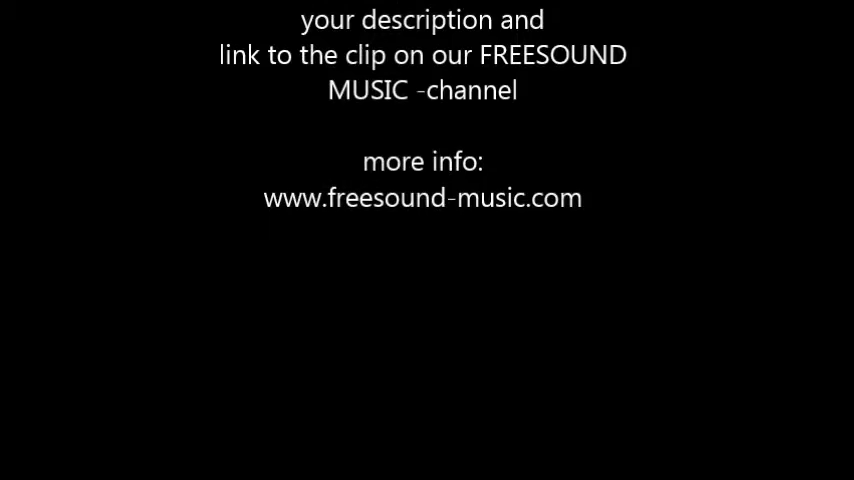 your description and
link to the clip on our FREESOUND
MUSIC -channel
more info:
www.freesound-music.com